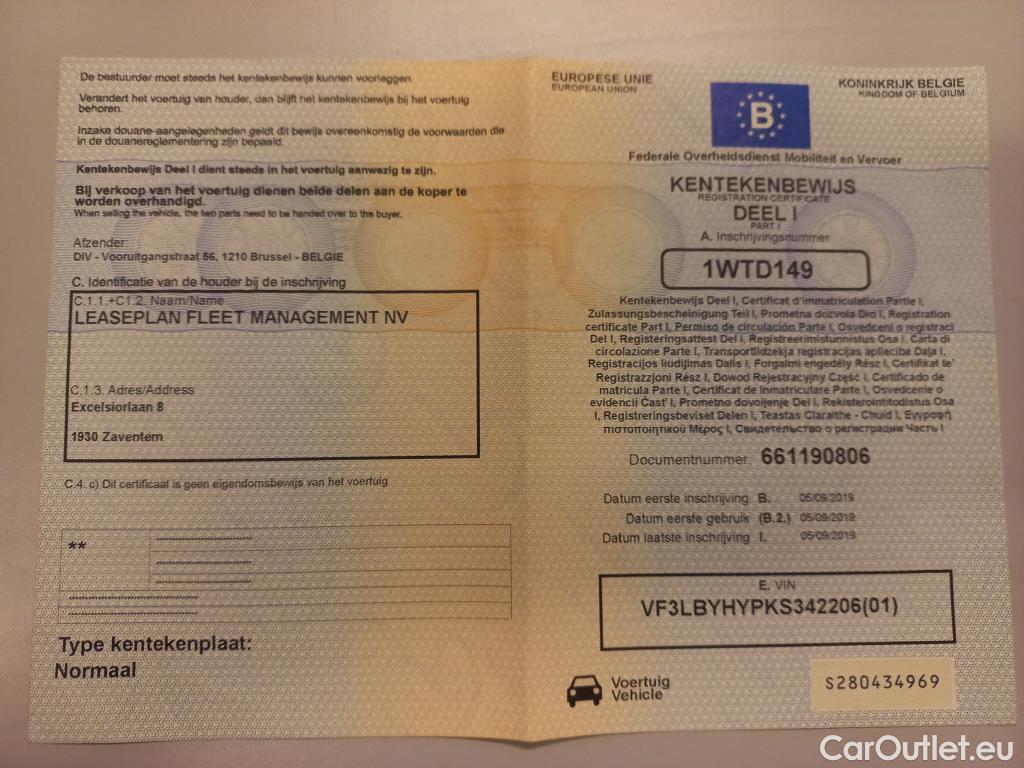 De bestuurder moet steeds het kentekenbewijs kunnen voorleggen.
Verandert het voertuig van houder, dan blijft het kentekenbewijs bij het voertuig
behoren.
Inzake douane-aangelegenheden geldt dit bewijs overeenkomstig de voorwaarden die
in de douanereglementering zijn bepaald.
Kentekenbewijs Deel I dient steeds in het voertuig aanwezig te zijn.
Bij verkoop van het voertuig dienen beide delen aan de koper te
worden overhandigd.
When selling the vehicle, the two parts need to be handed over to the buyer.
Afzender:
DIV - Vooruitgangstraat 56, 1210 Brussel - BELGIE
C. Identificatie van de houder bij de inschrijving
C.1.1.+C1.2. Naam/Name
LEASEPLAN FLEET MANAGEMENT NV
C.1.3. Adres/Address
Excelsiorlaan 8
1930 Zaventem
C.4. c) Dit certificaat is geen eigendomsbewijs van het voertuig
**
Type kentekenplaat:
Normaal
EUROPESE UNIE
EUROPEAN UNION
B
KONINKRIJK BELGIE
KINGDOM OF BELGIUM
Federale Overheidsdienst Mobiliteit en Vervoer
KENTEKENBEWIJS
REGISTRATION CERTIFICATE
DEEL I
PART I
A. Inschrijvingsnummer
1WTD149
Kentekenbewijs Deel I, Certificat d'immatriculation Partie I,
Zulassungsbescheinigung Teil I, Prometna dozvola Dio I, Registration
certificate Part I, Permiso de circulación Parte I, Osvedceni o registraci
Del I, Registeringsattest Del I, Registreerimistunnistus Osa I, Carta di
circolazione Parte I, Transportlidzekja registracijas aplieciba Daļa I,
Registracijos liudijimas Dalis I, Forgalmi engedély Rész I, Certifikat ta'
Registrazzjoni Rész I, Dowod Rejestracyjny Część I, Certificado de
matricula Parte I, Certificat de Inmatriculare Parte I, Osvedcenie o
evidencii Časť I, Prometno dovoljenje Del I, Rekisterointitodistus Osa
I, Registreringsbeviset Delen I, Teastas Claraithe - Chuid I, Εγγραφή
πιστοποιητικού Μέρος I, Свидетельство о регистрации Часть I
Documentnummer: 661190806
Datum eerste inschrijving B. 05/09/2019
Datum eerste gebruik (B.2.) 05/09/2019
Datum laatste inschrijving I. 05/09/2019
E. VIN
VF3LBYHYPKS342206(01)
Voertuig
Vehicle
S280434969
CarOutlet.eu